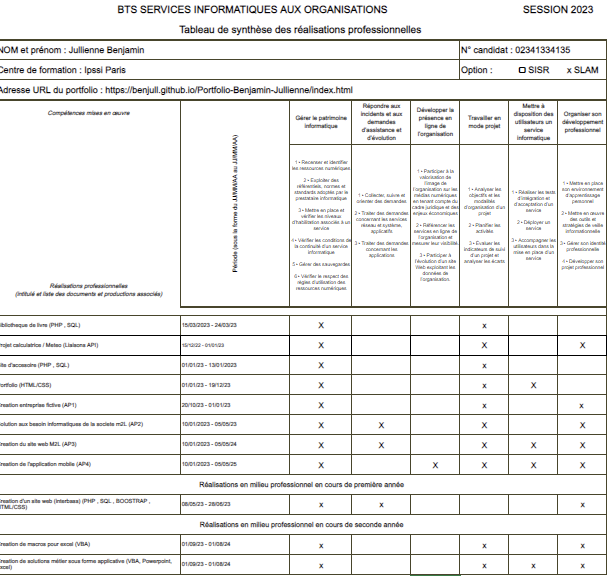 BTS SERVICES INFORMATIQUES AUX ORGANISATIONS SESSION 2023
Tableau de synthèse des réalisations professionnelles
NOM et prénom : Jullienne Benjamin N° candidat : 02341334135
Centre de formation : Ipssi Paris Option : SISR x SLAM
Adresse URL du portfolio : https://benjull.github.io/Portfolio-Benjamin-Jullienne/index.html
Compétences mises en œuvre
Réalisations professionnelles
(intitulé et liste des documents et productions associés)
Période (sous la forme du JJ/MM/AA au JJ/MM/AA)
Gérer le patrimoine
informatique
Répondre aux
incidents et aux
demandes
d'assistance et
d'évolution
Développer la
présence en
ligne de
l'organisation
Travailler en
mode projet
Mettre à
disposition des
utilisateurs un
service
informatique
Organiser son
développement
professionnel
1 • Recenser et identifier
les ressources numériques
2 • Exploiter des
référentiels, normes et
standards adoptés par le
prestataire informatique
3 • Mettre en place et
vérifier les niveaux
d'habilitation associés à un
service
4 • Vérifier les conditions de
la continuité d'un service
informatique
5 • Gérer des sauvegardes
6 • Vérifier le respect des
règles d'utilisation des
ressources numériques
1 • Collecter, suivre et
orienter des demandes
2 • Traiter des demandes
concernant les services
réseau et système,
applicatifs
3 • Traiter des demandes
concernant les
applications
1 • Participer à la
valorisation de
l'image de
l'organisation sur les
médias numériques
en tenant compte du
cadre juridique et des
enjeux économiques
2 • Référencer les
services en ligne de
l'organisation et
mesurer leur visibilité.
3 • Participer à
l'évolution d'un site
Web exploitant les
données de
l'organisation.
1 • Analyser les
objectifs et les
modalités
d'organisation d'un
projet
2 • Planifier les
activités
3 • Évaluer les
indicateurs de suivi
d'un projet et
analyser les écarts
1 • Réaliser les tests
d'intégration et
d'acceptation d'un
service
2 • Déployer un
service
3 • Accompagner les
utilisateurs dans la
mise en place d'un
service
1 • Mettre en place
son environnement
d'apprentissage
personnel
2 • Mettre en œuvre
des outils et
stratégies de veille
informationnelle
3 • Gérer son identité
professionnelle
4 • Développer son
projet professionnel
Bibliotheque de livre (PHP , SQL) 15/03/2023 - 24/03/23 X x
Projet calculatrice / Meteo (Liaisons API) 15/12/22 - 01/01/23 X X X
Site d'accesoire (PHP , SQL) 01/01/23 - 13/01/2023 X x
Portfolio (HTML/CSS) 01/01/23 - 19/12/23 X x X
Creation entreprise fictive (AP1) 20/10/23 - 01/01/23 X x x
Solution aux besoin informatiques de la societe m2L (AP2) 10/01/2023 - 05/05/23 X X X X
Creation du site web M2L (AP3) 10/01/2023 - 05/05/24 X X X X X
Creation de l'application mobile (AP4) 10/01/2023 - 05/05/25 X X X X X
Réalisations en milieu professionnel en cours de première année
Creation d'un site web (Interbass) (PHP , SQL , BOOSTRAP ,
HTML/CSS) 08/05/23 - 28/06/23 x x x
Réalisations en milieu professionnel en cours de seconde année
Creation de macros pour excel (VBA) 01/09/23 - 01/08/24 x x x
Creation de solutions métier sous forme applicative (VBA, Powerpoint,
Excel) 01/09/23 - 01/08/24 x x x x